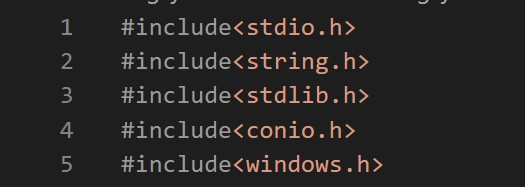 1 #include<stdio.h>
2 #include<string.h>
3 #include<stdlib.h>
4 #include<conio.h>
5 #include<windows.h>